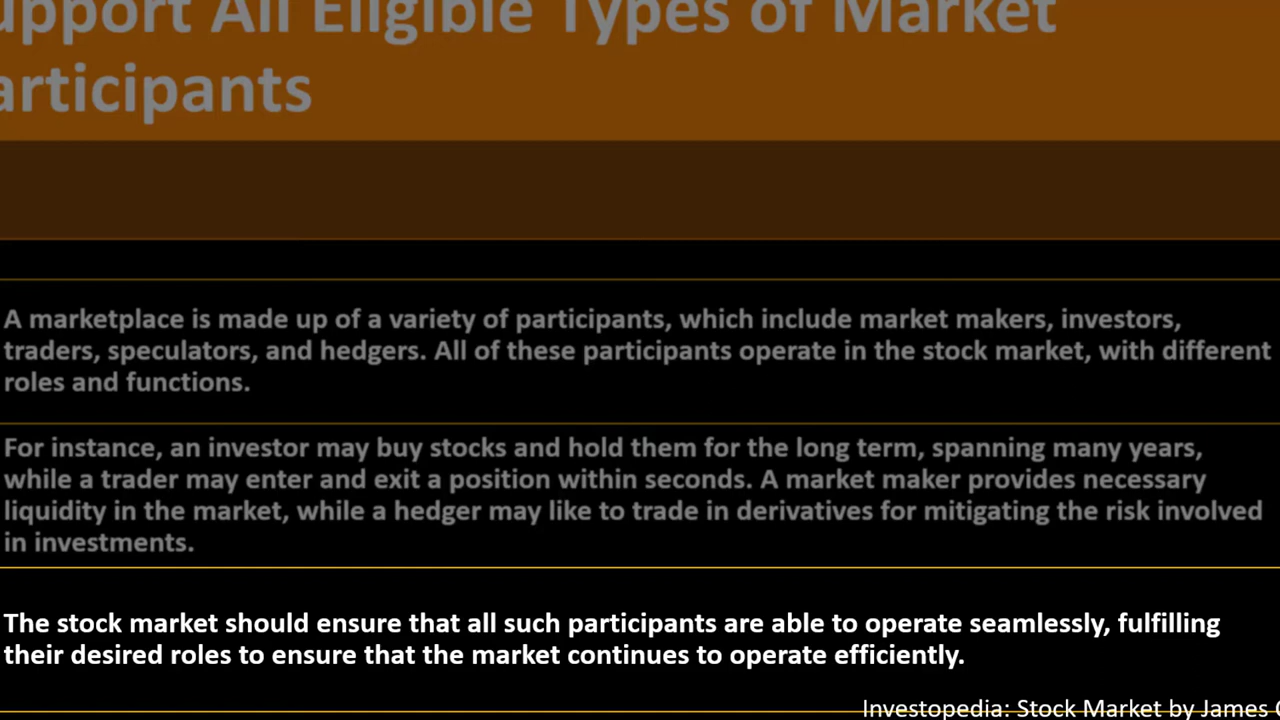 upport All Eligible Types of Market
articipants
A marketplace is made up of a variety of participants, which include market makers, investors,
traders, speculators, and hedgers. All of these participants operate in the stock market, with different
roles and functions.
For instance, an investor may buy stocks and hold them for the long term, spanning many years,
while a trader may enter and exit a position within seconds. A market maker provides necessary
liquidity in the market, while a hedger may like to trade in derivatives for mitigating the risk involved
in investments.
The stock market should ensure that all such participants are able to operate seamlessly, fulfilling
their desired roles to ensure that the market continues to operate efficiently.
Investopedia: Stock Market by James